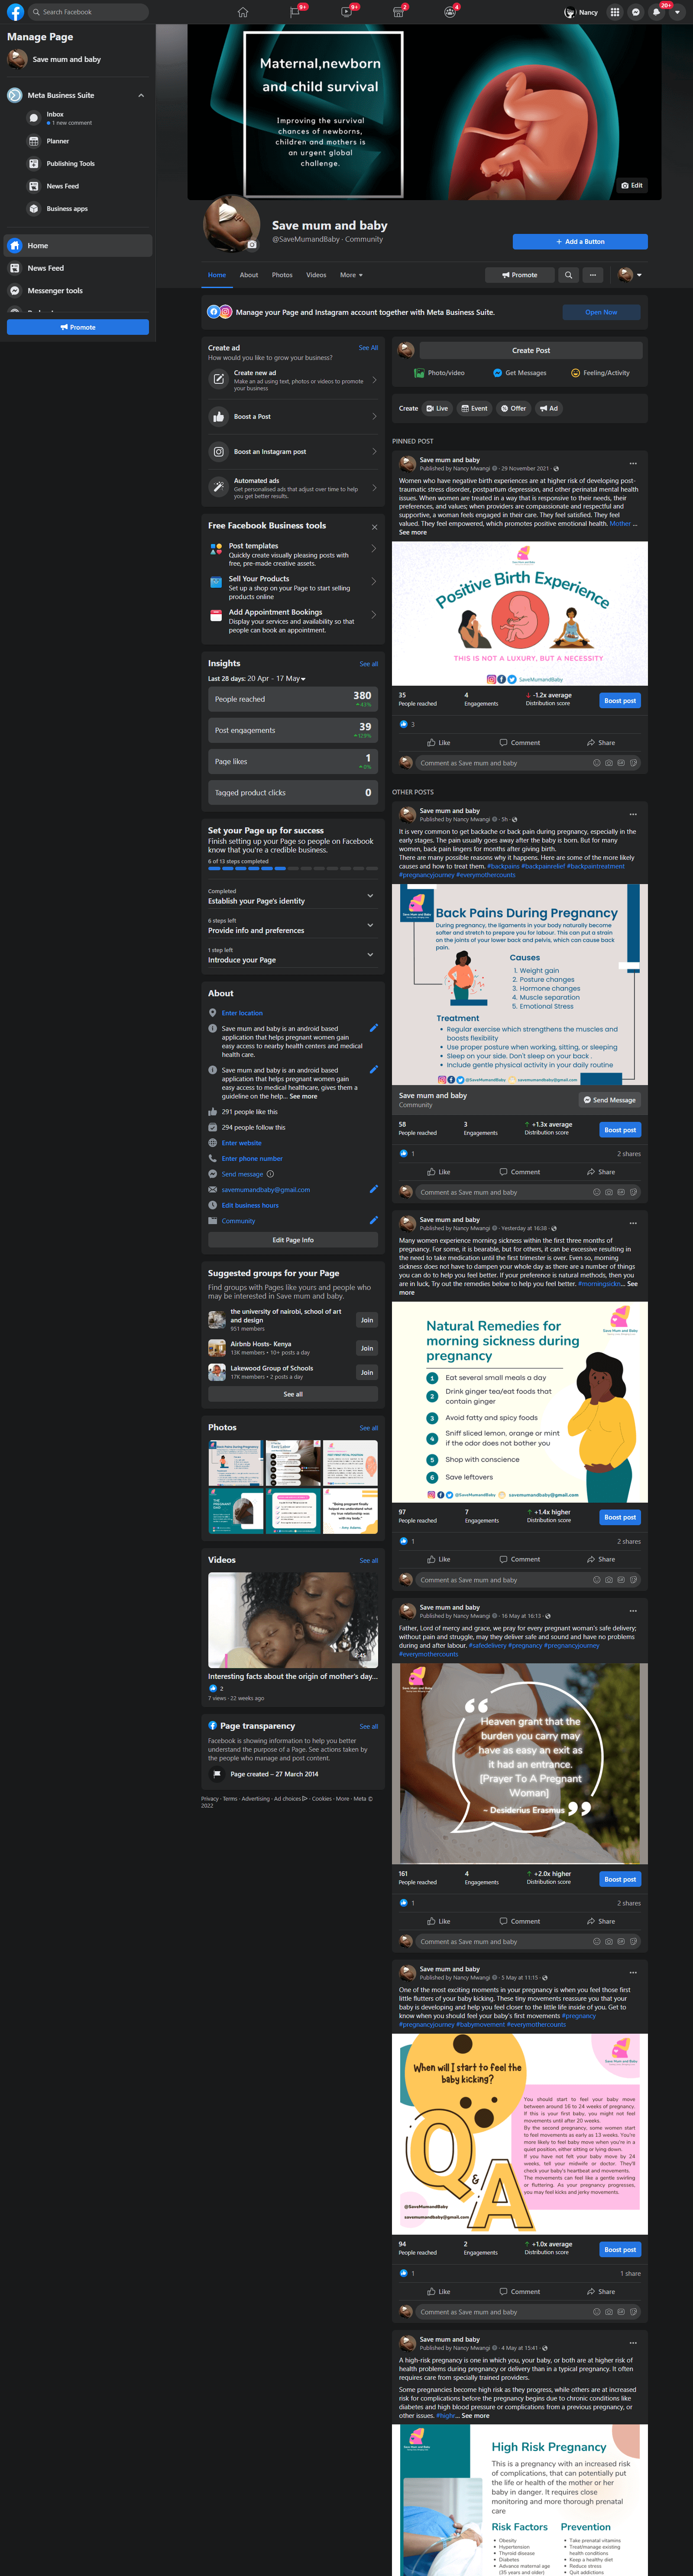 Search Facebook
9+
9+
2
4
Nancy
20+
Manage Page
Save mum and baby
Meta Business Suite
Inbox
1 new comment
Planner
Publishing Tools
News Feed
Business apps
Home
News Feed
Messenger tools
Promote
Maternal,newborn
and child survival
Improving the survival
chances of newborns,
children and mothers is
an urgent global
challenge.
Edit
Save mum and baby
@SaveMumandBaby · Community
+ Add a Button
Home About Photos Videos More
Promote
Manage your Page and Instagram account together with Meta Business Suite.
Open Now
Create ad
See All
How would you like to grow your business?
Create new ad
Make an ad using text, photos or videos to promote
your business
Boost a Post
Boost an Instagram post
Automated ads
Get personalised ads that adjust over time to help
you get better results.
Free Facebook Business tools
Post templates
Quickly create visually pleasing posts with
free, pre-made creative assets.
Sell Your Products
Set up a shop on your Page to start selling
products online
Add Appointment Bookings
Display your services and availability so that
people can book an appointment.
Insights
See all
Last 28 days: 20 Apr - 17 May
People reached
380
Post engagements
39
Page likes
1
0%
Tagged product clicks
0
Set your Page up for success
Finish setting up your Page so people on Facebook
know that you're a credible business.
6 of 13 steps completed
Completed
Establish your Page's identity
6 steps left
Provide info and preferences
1 step left
Introduce your Page
About
Enter location
Save mum and baby is an android based
application that helps pregnant women gain
easy access to nearby health centers and medical
health care.
Save mum and baby is an android based
application that helps pregnant women gain
easy access to medical healthcare, gives them a
guideline on the help... See more
291 people like this
294 people follow this
Enter website
Enter phone number
Send message
savemumandbaby@gmail.com
Edit business hours
Community
Edit Page Info
Suggested groups for your Page
Find groups with Pages like yours and people who
may be interested in Save mum and baby.
the university of nairobi, school of art
and design
951 members
Join
Airbnb Hosts- Kenya
13K members • 10+ posts a day
Join
Lakewood Group of Schools
17K members • 2 posts a day
Join
See all
Photos
See all
Videos
See all
2:45
Interesting facts about the origin of mother's day...
2
7 views · 22 weeks ago
Page transparency
See all
Facebook is showing information to help you better
understand the purpose of a Page. See actions taken by
the people who manage and post content.
Page created – 27 March 2014
Privacy · Terms · Advertising · Ad choices · Cookies · More · Meta ©
2022
Create Post
Photo/video
Get Messages
Feeling/Activity
Create
Live
Event
Offer
Ad
PINNED POST
Save mum and baby
Published by Nancy Mwangi · 29 November 2021 ·
Women who have negative birth experiences are at higher risk of developing post-
traumatic stress disorder, postpartum depression, and other perinatal mental health
issues. When women are treated in a way that is responsive to their needs, their
preferences, and values; when providers are compassionate and respectful and
supportive, a woman feels engaged in their care. They feel satisfied. They feel
valued. They feel empowered, which promotes positive emotional health. Mother ...
See more
Positive Birth Experience
THIS IS NOT A LUXURY, BUT A NECESSITY
SaveMumandBaby
35
People reached
4
Engagements
-1.2x average
Distribution score
Boost post
3
Like
Comment
Share
Comment as Save mum and baby
OTHER POSTS
Save mum and baby
Published by Nancy Mwangi · 5h ·
It is very common to get backache or back pain during pregnancy, especially in the
early stages. The pain usually goes away after the baby is born. But for many
women, back pain lingers for months after giving birth.
There are many possible reasons why it happens. Here are some of the more likely
causes and how to treat them. #backpains #backpainrelief #backpaintreatment
#pregnancyjourney #everymothercounts
Save Mum and Baby
Back Pains During Pregnancy
During pregnancy, the ligaments in your body naturally become
softer and stretch to prepare you for labour. This can put a strain
on the joints of your lower back and pelvis, which can cause back
pain.
Causes
1. Weight gain
2. Posture changes
3. Hormone changes
4. Muscle separation
5. Emotional Stress
Treatment
• Regular exercise which strengthens the muscles and
boosts flexibility
• Use proper posture when working, sitting, or sleeping
• Sleep on your side. Don't sleep on your back .
• Include gentle physical activity in your daily routine
@SaveMumandBaby
savemumandbaby@gmail.com
Save mum and baby
Community
Send Message
58
People reached
3
Engagements
+1.3x average
Distribution score
Boost post
1
2 shares
Like
Comment
Share
Comment as Save mum and baby
Save mum and baby
Published by Nancy Mwangi · Yesterday at 16:38 ·
Many women experience morning sickness within the first three months of
pregnancy. For some, it is bearable, but for others, it can be excessive resulting in
the need to take medication until the first trimester is over. Even so, morning
sickness does not have to dampen your whole day as there are a number of things
you can do to help you feel better. If your preference is natural methods, then you
are in luck, Try out the remedies below to help you feel better. #morningsickn... See
more
Save Mum and Baby
Natural Remedies for
morning sickness during
pregnancy
1 Eat several small meals a day
2 Drink ginger tea/eat foods that
contain ginger
3 Avoid fatty and spicy foods
4 Sniff sliced lemon, orange or mint
if the odor does not bother you
5 Shop with conscience
6 Save leftovers
@SaveMumandBaby
savemumandbaby@gmail.com
97
People reached
7
Engagements
+1.4x higher
Distribution score
Boost post
1
2 shares
Like
Comment
Share
Comment as Save mum and baby
Save mum and baby
Published by Nancy Mwangi · 16 May at 16:13 ·
Father, Lord of mercy and grace, we pray for every pregnant woman's safe delivery;
without pain and struggle, may they deliver safe and sound and have no problems
during and after labour. #safedelivery #pregnancy #pregnancyjourney
#everymothercounts
Save Mum and Baby
Heaven grant that the
burden you carry may
have as easy an exit as
it had an entrance.
[Prayer To A Pregnant
Woman]
~ Desiderius Erasmus
161
People reached
4
Engagements
+2.0x higher
Distribution score
Boost post
1
2 shares
Like
Comment
Share
Comment as Save mum and baby
Save mum and baby
Published by Nancy Mwangi · 5 May at 11:15 ·
One of the most exciting moments in your pregnancy is when you feel those first
little flutters of your baby kicking. These tiny movements reassure you that your
baby is developing and help you feel closer to the little life inside of you. Get to
know when you should feel your baby's first movements #pregnancy
#pregnancyjourney #babymovement #everymothercounts
Save Mum and Baby
When will I start to feel the
baby kicking?
Q & A
You should start to feel your baby move
between around 16 to 24 weeks of pregnancy.
If this is your first baby, you might not feel
movements until after 20 weeks.
By the second pregnancy, some women start
to feel movements as early as 13 weeks. You're
more likely to feel baby move when you're in a
quiet position, either sitting or lying down.
If you have not felt your baby move by 24
weeks, tell your midwife or doctor. They'll
check your baby's heartbeat and movements.
The movements can feel like a gentle swirling
or fluttering. As your pregnancy progresses,
you may feel kicks and jerky movements.
@SaveMumandBaby
savemumandbaby@gmail.com
94
People reached
2
Engagements
+1.0x average
Distribution score
Boost post
1
1 share
Like
Comment
Share
Comment as Save mum and baby
Save mum and baby
Published by Nancy Mwangi · 4 May at 15:41 ·
A high-risk pregnancy is one in which you, your baby, or both are at higher risk of
health problems during pregnancy or delivery than in a typical pregnancy. It often
requires care from specially trained providers.
Some pregnancies become high risk as they progress, while others are at increased
risk for complications before the pregnancy begins due to chronic conditions like
diabetes and high blood pressure or complications from a previous pregnancy, or
other issues. #highr... See more
Save Mum and Baby
High Risk Pregnancy
This is a pregnancy with an increased risk
of complications, that can potentially put
the life or health of the mother or her
baby in danger. It requires close
monitoring and more thorough prenatal
care
Risk Factors
• Obesity
• Hypertension
• Thyroid disease
• Diabetes
• Advance maternal age
(35 years and older)
Prevention
• Take prenatal vitamins
• Treat/manage existing
health conditions
• Keep a healthy diet
• Reduce stress
• Quit addictions